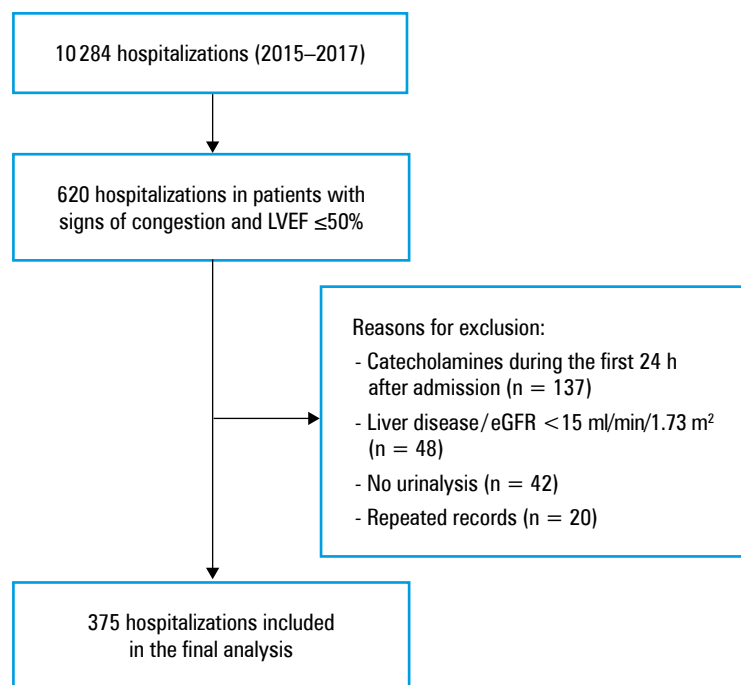 10 284 hospitalizations (2015–2017)
620 hospitalizations in patients with
signs of congestion and LVEF ≤50%
Reasons for exclusion:
- Catecholamines during the first 24 h
after admission (n = 137)
- Liver disease/eGFR <15 ml/min/1.73 m²
(n = 48)
- No urinalysis (n = 42)
- Repeated records (n = 20)
375 hospitalizations included
in the final analysis